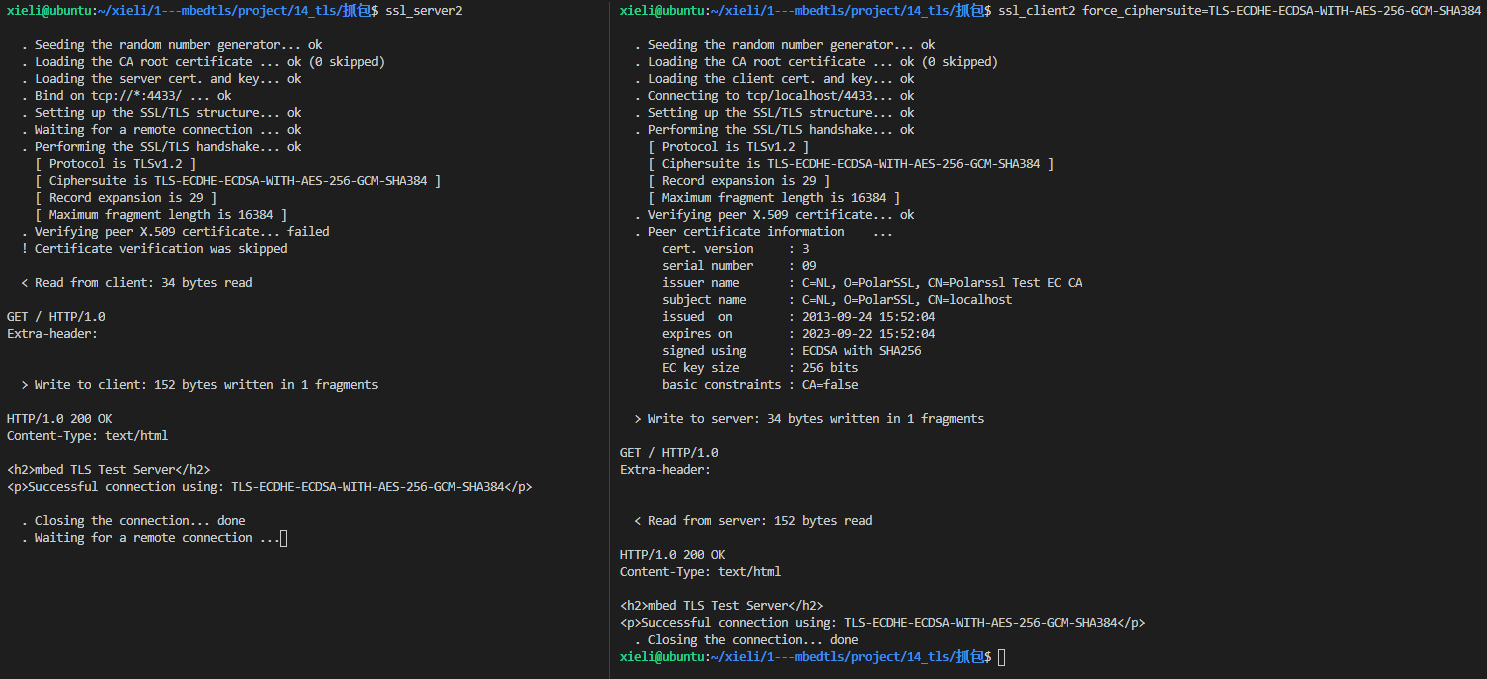 xieli@ubuntu:~/xieli/1---mbedtls/project/14_tls/抓包$ ssl_server2
. Seeding the random number generator... ok
. Loading the CA root certificate ... ok (0 skipped)
. Loading the server cert. and key... ok
. Bind on tcp://*:4433/ ... ok
. Setting up the SSL/TLS structure... ok
. Waiting for a remote connection ... ok
. Performing the SSL/TLS handshake... ok
[ Protocol is TLSv1.2 ]
[ Ciphersuite is TLS-ECDHE-ECDSA-WITH-AES-256-GCM-SHA384 ]
[ Record expansion is 29 ]
[ Maximum fragment length is 16384 ]
. Verifying peer X.509 certificate... failed
! Certificate verification was skipped
< Read from client: 34 bytes read
GET / HTTP/1.0
Extra-header:
> Write to client: 152 bytes written in 1 fragments
HTTP/1.0 200 OK
Content-Type: text/html
<h2>mbed TLS Test Server</h2>
<p>Successful connection using: TLS-ECDHE-ECDSA-WITH-AES-256-GCM-SHA384</p>
. Closing the connection... done
. Waiting for a remote connection ...
xieli@ubuntu:~/xieli/1---mbedtls/project/14_tls/抓包$ ssl_client2 force_ciphersuite=TLS-ECDHE-ECDSA-WITH-AES-256-GCM-SHA384
. Seeding the random number generator... ok
. Loading the CA root certificate ... ok (0 skipped)
. Loading the client cert. and key... ok
. Connecting to tcp/localhost/4433... ok
. Setting up the SSL/TLS structure... ok
. Performing the SSL/TLS handshake... ok
[ Protocol is TLSv1.2 ]
[ Ciphersuite is TLS-ECDHE-ECDSA-WITH-AES-256-GCM-SHA384 ]
[ Record expansion is 29 ]
[ Maximum fragment length is 16384 ]
. Verifying peer X.509 certificate... ok
. Peer certificate information    ...
cert. version     : 3
serial number     : 09
issuer name       : C=NL, O=PolarSSL, CN=Polarssl Test EC CA
subject name      : C=NL, O=PolarSSL, CN=localhost
issued  on        : 2013-09-24 15:52:04
expires on        : 2023-09-22 15:52:04
signed using      : ECDSA with SHA256
EC key size       : 256 bits
basic constraints : CA=false
> Write to server: 34 bytes written in 1 fragments
GET / HTTP/1.0
Extra-header:
< Read from server: 152 bytes read
HTTP/1.0 200 OK
Content-Type: text/html
<h2>mbed TLS Test Server</h2>
<p>Successful connection using: TLS-ECDHE-ECDSA-WITH-AES-256-GCM-SHA384</p>
. Closing the connection... done
xieli@ubuntu:~/xieli/1---mbedtls/project/14_tls/抓包$